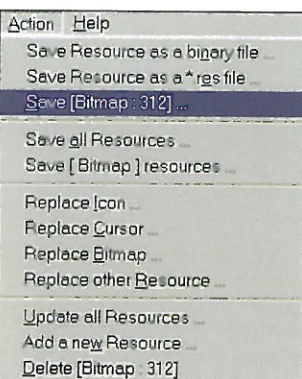 Action Help
Save Resource as a binary file ...
Save Resource as a *.res file ...
Save [Bitmap : 312] ...
Save all Resources ...
Save [ Bitmap ] resources ...
Replace Icon ...
Replace Cursor ...
Replace Bitmap ...
Replace other Resource ...
Update all Resources ...
Add a new Resource ...
Delete [Bitmap : 312]